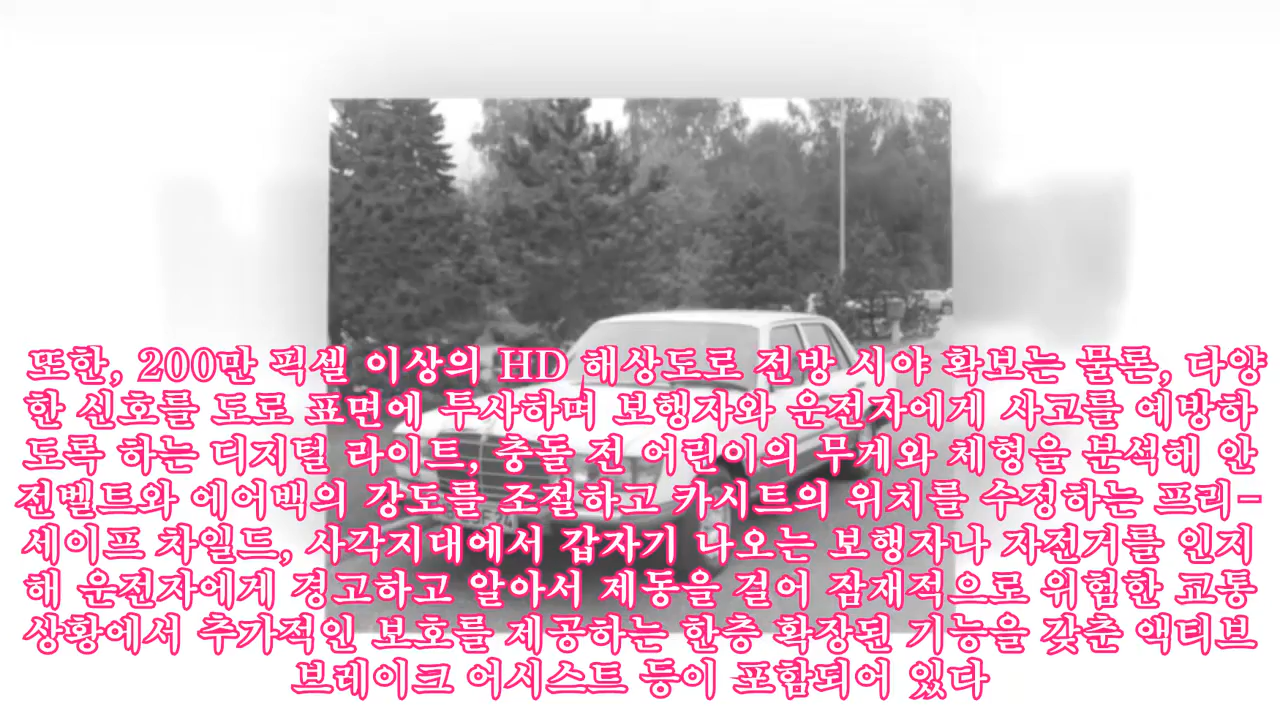 또한, 200만 픽셀 이상의 HD 해상도로 전방 시야 확보는 물론, 다양
한 신호를 도로 표면에 투사하며 보행자와 운전자에게 사고를 예방하
도록 하는 디지털 라이트, 충돌 전 어린이의 무게와 체형을 분석해 안
전벨트와 에어백의 강도를 조절하고 카시트의 위치를 수정하는 프리-
세이프 차일드, 사각지대에서 갑자기 나오는 보행자나 자전거를 인지
해 운전자에게 경고하고 알아서 제동을 걸어 잠재적으로 위험한 교통
상황에서 추가적인 보호를 제공하는 한층 확장된 기능을 갖춘 액티브
브레이크 어시스트 등이 포함되어 있다